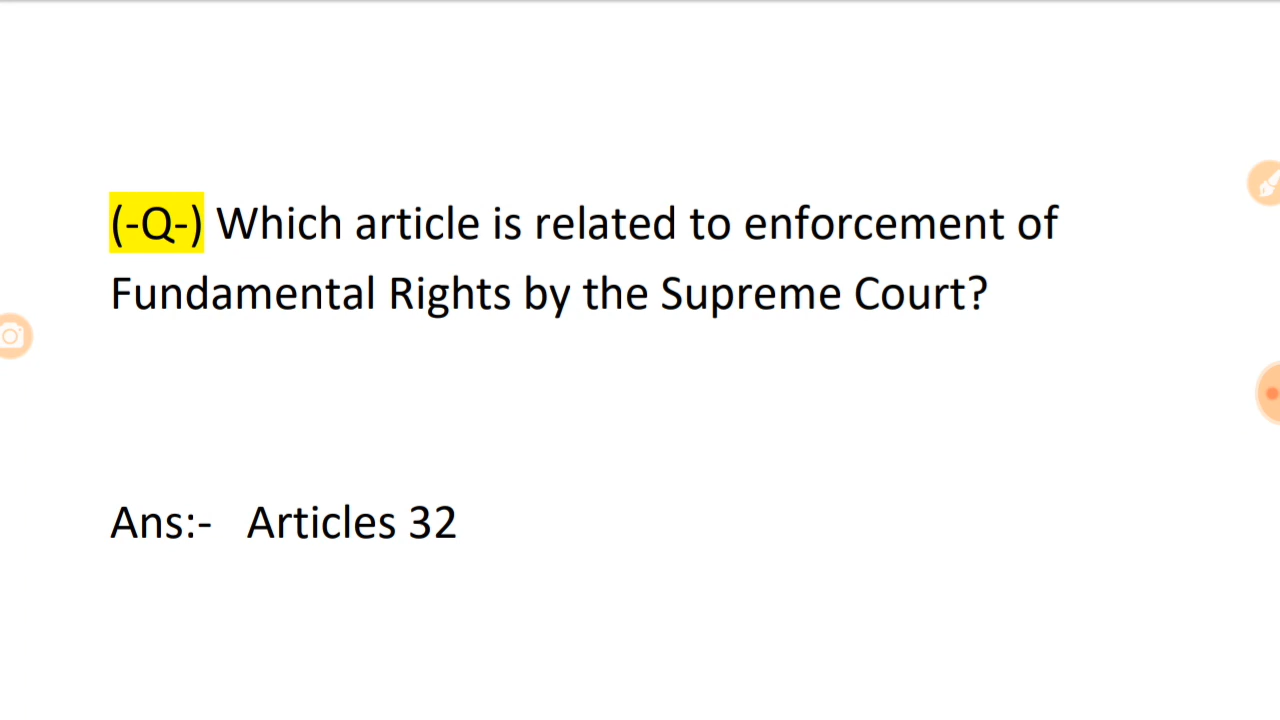 (-Q-) Which article is related to enforcement of
Fundamental Rights by the Supreme Court?
Ans:- Articles 32